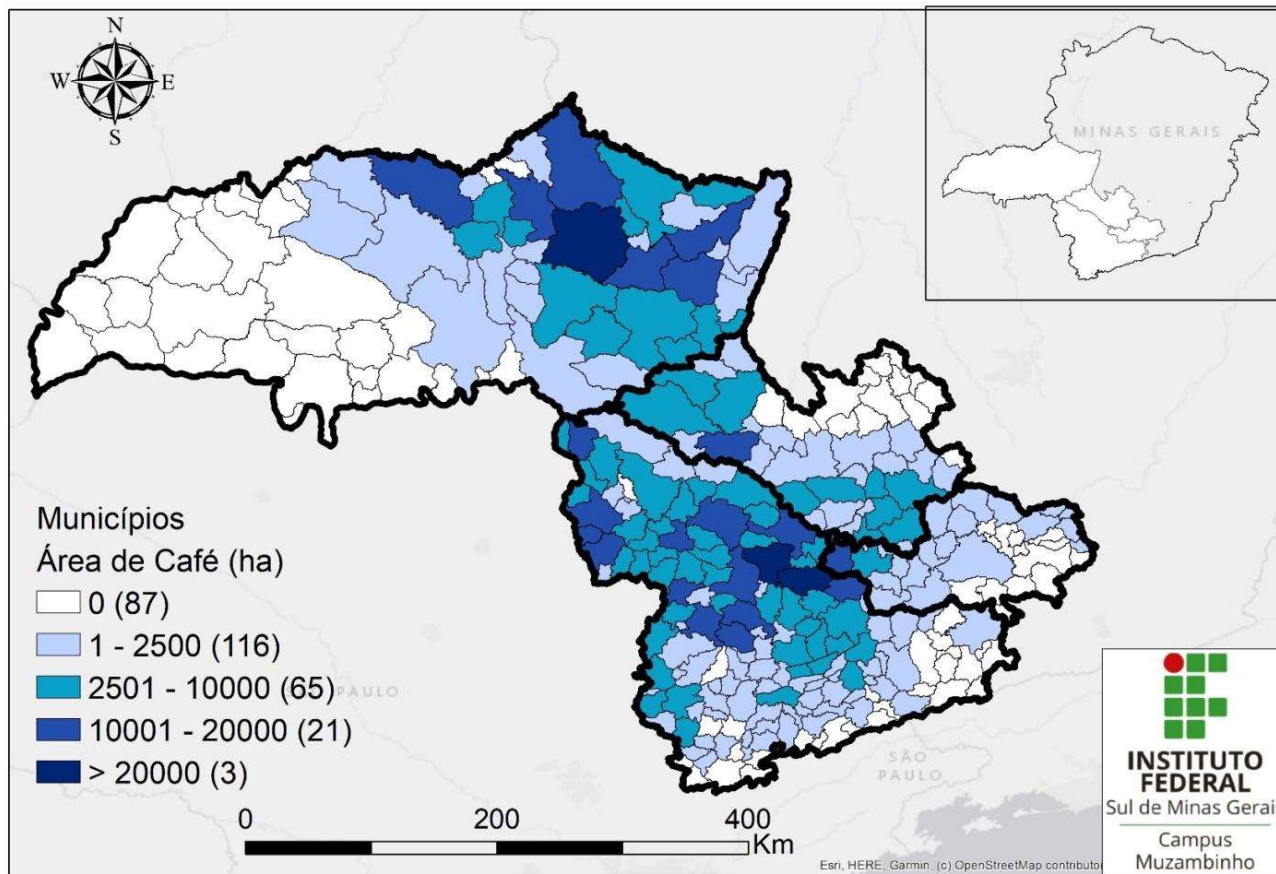 N
W E
S
MINAS GERAIS
Municípios
Área de Café (ha)
0 (87)
1 - 2500 (116)
2501 - 10000 (65)
10001 - 20000 (21)
> 20000 (3)
PAULO
SÃO
PAULO
0 200 400
Km
Esri, HERE, Garmin, (c) OpenStreetMap contributor
INSTITUTO
FEDERAL
Sul de Minas Gerais
Campus
Muzambinho